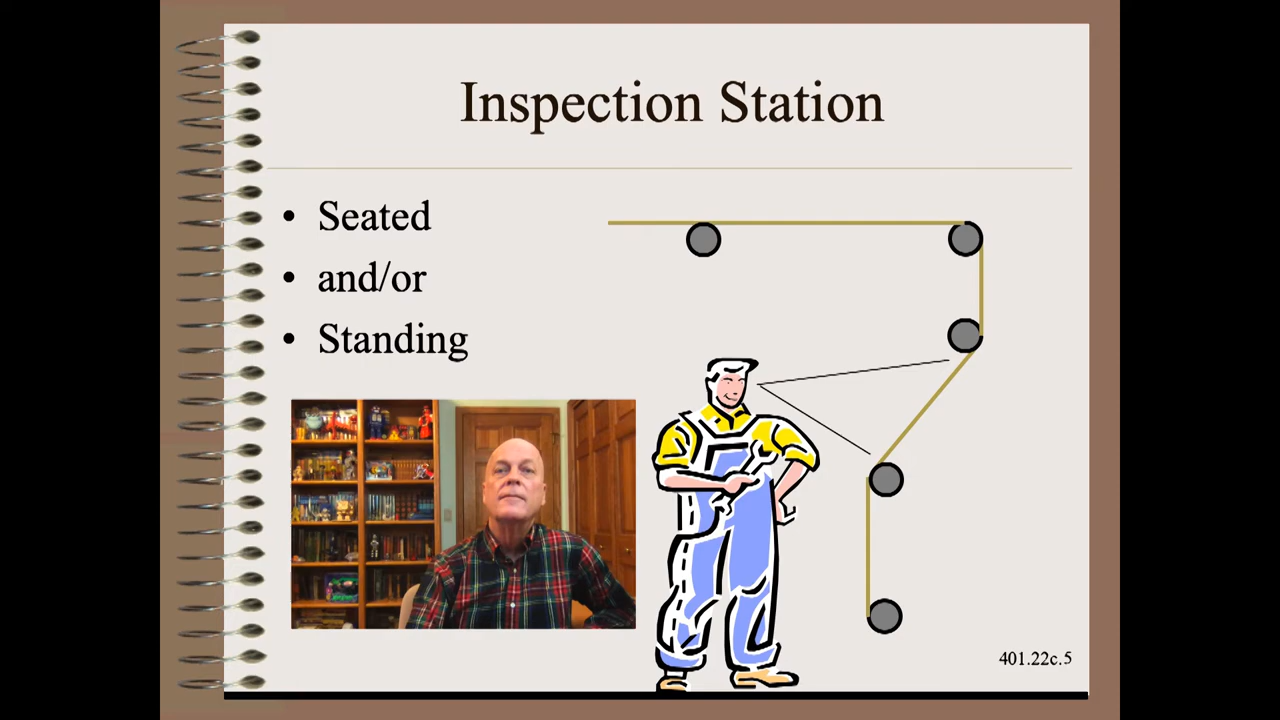 Inspection Station
• Seated
• and/or
• Standing
401.22c.5